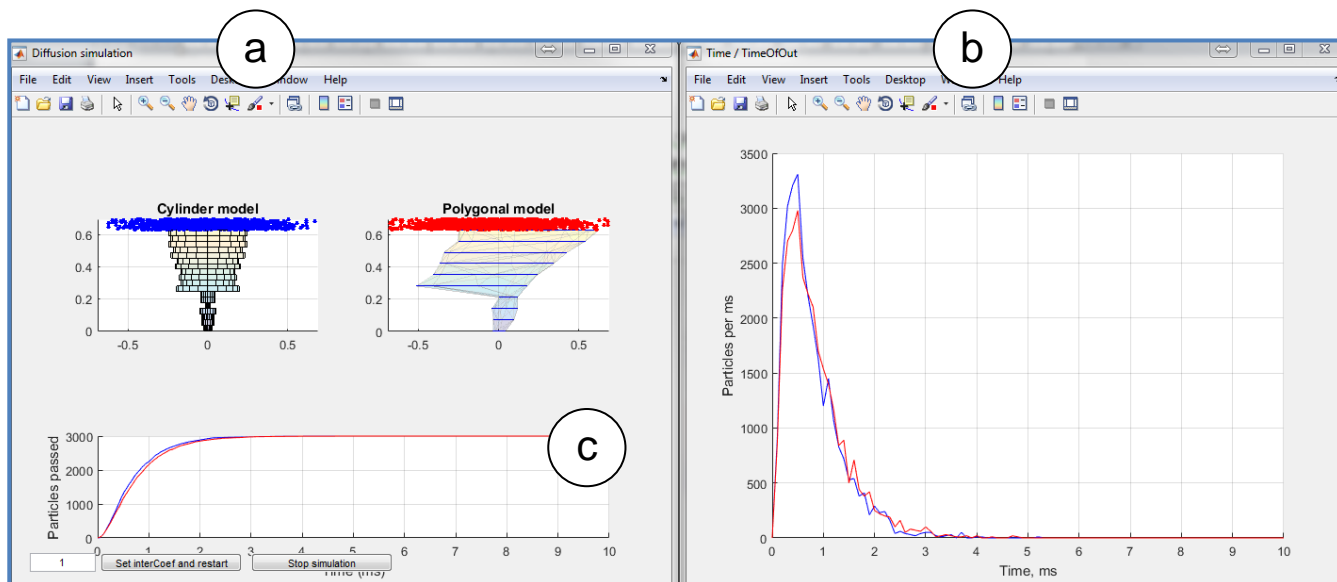 a
Diffusion simulation
File Edit View Insert Tools Window Help
Cylinder model
Polygonal model
0.6
0.4
0.2
0
-0.5 0 0.5
0.6
0.4
0.2
0
-0.5 0 0.5
c
Particles passed
3000
2000
1000
0
0 1 2 3 4 5 6 7 8 9 10
Time (ms)
1
Set interCoef and restart
Stop simulation
b
Time / TimeOfOut
File Edit View Insert Tools Desktop Help
Particles per ms
3500
3000
2500
2000
1500
1000
500
0
0 1 2 3 4 5 6 7 8 9 10
Time, ms